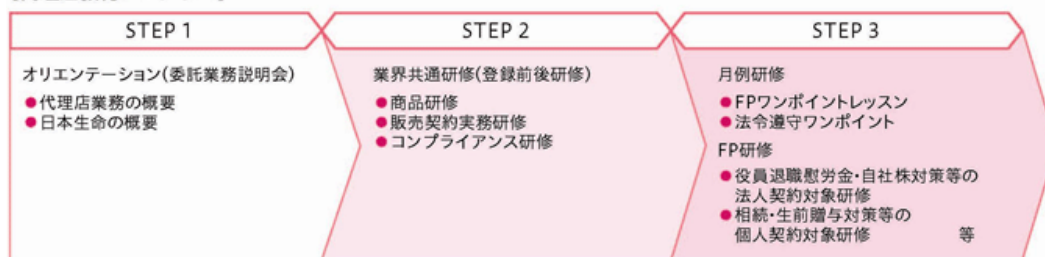 STEP 1
オリエンテーション(委託業務説明会)
●代理店業務の概要
●日本生命の概要
STEP 2
業界共通研修(登録前後研修)
●商品研修
●販売契約実務研修
●コンプライアンス研修
STEP 3
月例研修
●FPワンポイントレッスン
●法令遵守ワンポイント
FP研修
●役員退職慰労金・自社株対策等の
法人契約対象研修
●相続・生前贈与対策等の
個人契約対象研修 等